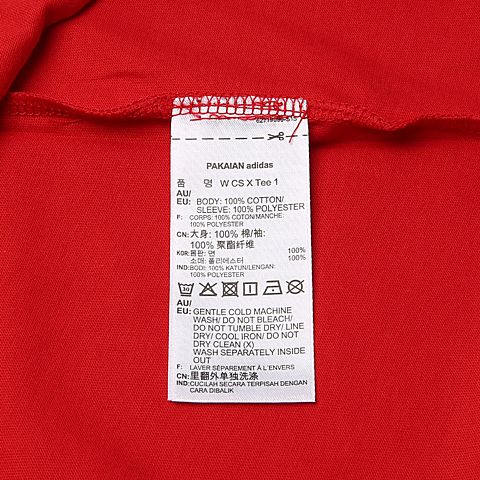 PAKAIAN adidas
품 명 W CS X Tee 1
AU/
EU: BODY: 100% COTTON/
SLEEVE: 100% POLYESTER
F: CORPS: 100% COTON/MANCHE:
100% POLYESTER
CN: 大身: 100% 棉/袖:
100% 聚酯纤维
KOR: 몸판: 면 100%
소매: 폴리에스터 100%
IND: BODI: 100% KATUN/LENGAN:
100% POLYESTER
AU/
EU: GENTLE COLD MACHINE
WASH/ DO NOT BLEACH/
DO NOT TUMBLE DRY/ LINE
DRY/ COOL IRON/ DO NOT
DRY CLEAN (X)
WASH SEPARATELY INSIDE
OUT
F: LAVER SÉPAREMENT À L'ENVERS
CN: 里翻外单独洗涤
IND: CUCILAH SECARA TERPISAH DENGAN
CARA DIBALIK